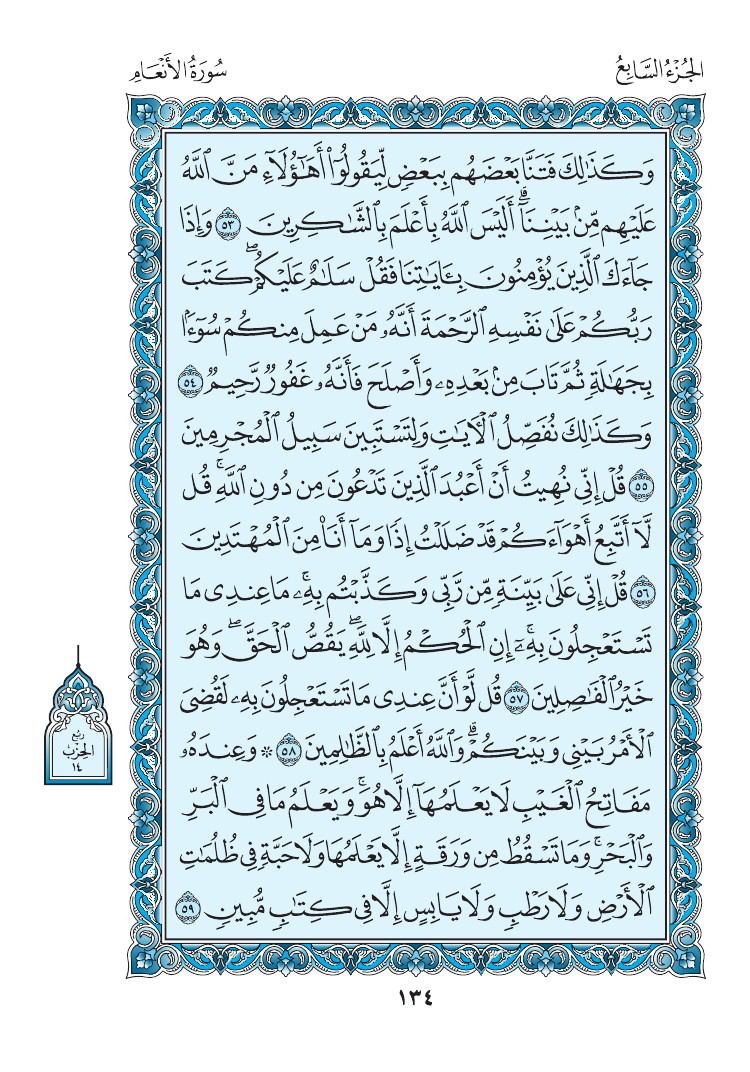 الجُزْءُ السَّابِعُ
سُورَةُ الأَنْعَامِ
وَكَذَٰلِكَ فَتَنَّا بَعْضَهُم بِبَعْضٍ لِّيَقُولُوٓا۟ أَهَـٰٓؤُلَآءِ مَنَّ ٱللَّهُ
عَلَيْهِم مِّنۢ بَيْنِنَآ ۗ أَلَيْسَ ٱللَّهُ بِأَعْلَمَ بِٱلشَّـٰكِرِينَ ٥٣ وَإِذَا
جَآءَكَ ٱلَّذِينَ يُؤْمِنُونَ بِـَٔايَـٰتِنَا فَقُلْ سَلَـٰمٌ عَلَيْكُمْ ۖ كَتَبَ
رَبُّكُمْ عَلَىٰ نَفْسِهِ ٱلرَّحْمَةَ أَنَّهُۥ مَنْ عَمِلَ مِنكُمْ سُوٓءًۢا
بِجَهَـٰلَةٍ ثُمَّ تَابَ مِنۢ بَعْدِهِۦ وَأَصْلَحَ فَأَنَّهُۥ غَفُورٌ رَّحِيمٌ ٥٤
وَكَذَٰلِكَ نُفَصِّلُ ٱلْـَٔايَـٰتِ وَلِتَسْتَبِينَ سَبِيلُ ٱلْمُجْرِمِينَ
٥٥ قُلْ إِنِّى نُهِيتُ أَنْ أَعْبُدَ ٱلَّذِينَ تَدْعُونَ مِن دُونِ ٱللَّهِ ۚ قُل
لَّآ أَتَّبِعُ أَهْوَآءَكُمْ ۙ قَدْ ضَلَلْتُ إِذًا وَمَآ أَنَا۠ مِنَ ٱلْمُهْتَدِينَ
٥٦ قُلْ إِنِّى عَلَىٰ بَيِّنَةٍ مِّن رَّبِّى وَكَذَّبْتُم بِهِۦ ۚ مَا عِندِى مَا
تَسْتَعْجِلُونَ بِهِۦٓ ۚ إِنِ ٱلْحُكْمُ إِلَّا لِلَّهِ ۖ يَقُصُّ ٱلْحَقَّ ۖ وَهُوَ
خَيْرُ ٱلْفَـٰصِلِينَ ٥٧ قُل لَّوْ أَنَّ عِندِى مَا تَسْتَعْجِلُونَ بِهِۦ لَقُضِىَ
ٱلْأَمْرُ بَيْنِى وَبَيْنَكُمْ ۗ وَٱللَّهُ أَعْلَمُ بِٱلظَّـٰلِمِينَ ٥٨ ۞ وَعِندَهُۥ
مَفَاتِحُ ٱلْغَيْبِ لَا يَعْلَمُهَآ إِلَّا هُوَ ۚ وَيَعْلَمُ مَا فِى ٱلْبَرِّ
وَٱلْبَحْرِ ۚ وَمَا تَسْقُطُ مِن وَرَقَةٍ إِلَّا يَعْلَمُهَا وَلَا حَبَّةٍ فِى ظُلُمَـٰتِ
ٱلْأَرْضِ وَلَا رَطْبٍ وَلَا يَابِسٍ إِلَّا فِى كِتَـٰبٍ مُّبِينٍ ٥٩
ربع
الحزب
١٤
١٣٤